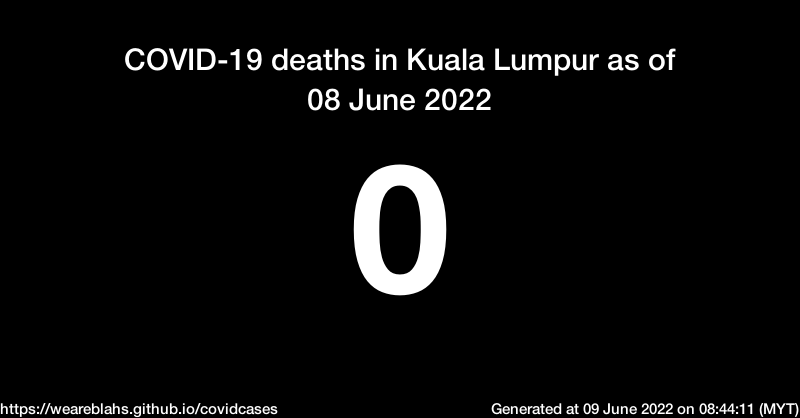 COVID-19 deaths in Kuala Lumpur as of
08 June 2022
0
https://weareblahs.github.io/covidcases
Generated at 09 June 2022 on 08:44:11 (MYT)